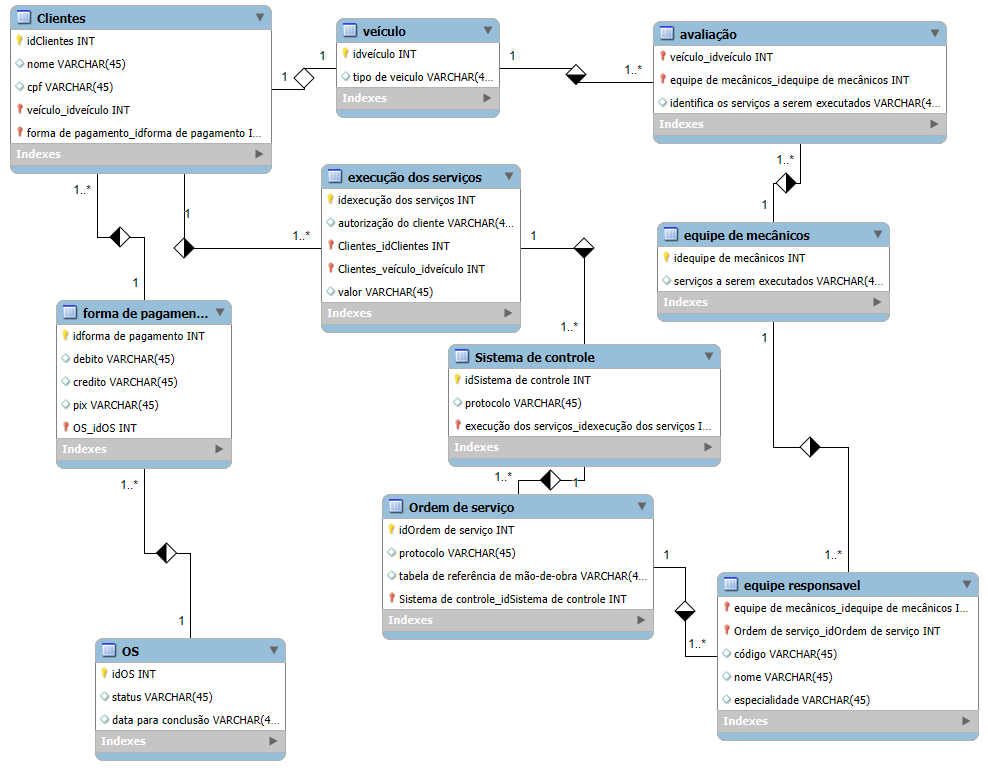 Clientes
idClientes INT
nome VARCHAR(45)
cpf VARCHAR(45)
veículo_idveículo INT
forma de pagamento_idforma de pagamento I...
Indexes
1
1
veículo
idveículo INT
tipo de veiculo VARCHAR(4...
Indexes
1
1..*
avaliação
veículo_idveículo INT
equipe de mecânicos_idequipe de mecânicos INT
identifica os serviços a serem executados VARCHAR(4...
Indexes
1..*
1
1..*
1
1..*
1
execução dos serviços
idexecução dos serviços INT
autorização do cliente VARCHAR(4...
Clientes_idClientes INT
Clientes_veículo_idveículo INT
valor VARCHAR(45)
Indexes
1
1..*
equipe de mecânicos
idequipe de mecânicos INT
serviços a serem executados VARCHAR(4...
Indexes
1
1..*
forma de pagamen...
idforma de pagamento INT
debito VARCHAR(45)
credito VARCHAR(45)
pix VARCHAR(45)
OS_idOS INT
Indexes
1..*
1
Sistema de controle
idSistema de controle INT
protocolo VARCHAR(45)
execução dos serviços_idexecução dos serviços I...
Indexes
1..*
1
Ordem de serviço
idOrdem de serviço INT
protocolo VARCHAR(45)
tabela de referência de mão-de-obra VARCHAR(4...
Sistema de controle_idSistema de controle INT
Indexes
1
1..*
equipe responsavel
equipe de mecânicos_idequipe de mecânicos I...
Ordem de serviço_idOrdem de serviço INT
código VARCHAR(45)
nome VARCHAR(45)
especialidade VARCHAR(45)
Indexes
OS
idOS INT
status VARCHAR(45)
data para conclusão VARCHAR(4...
Indexes